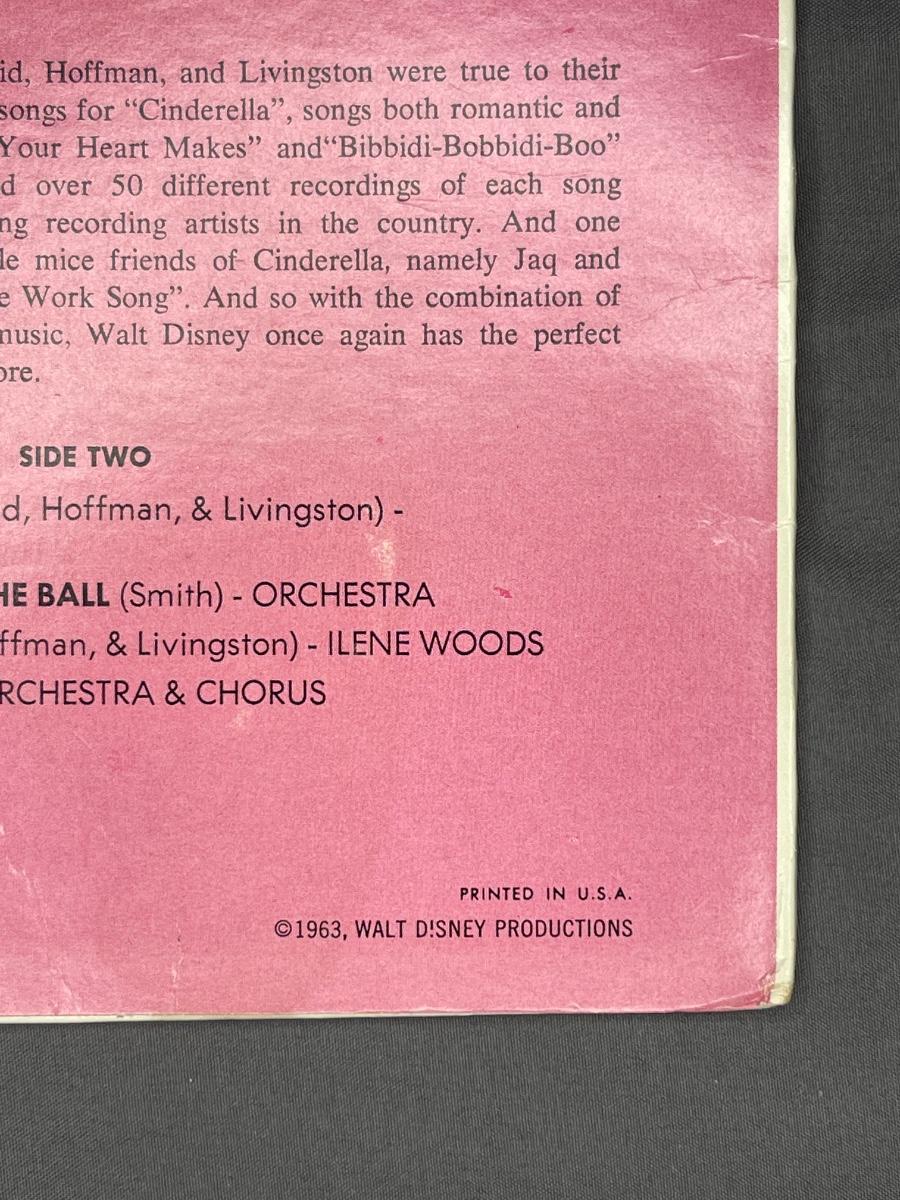 id, Hoffman, and Livingston were true to their
songs for “Cinderella”, songs both romantic and
Your Heart Makes” and“Bibbidi-Bobbidi-Boo”
d over 50 different recordings of each song
ng recording artists in the country. And one
le mice friends of Cinderella, namely Jaq and
e Work Song”. And so with the combination of
music, Walt Disney once again has the perfect
ore.
SIDE TWO
d, Hoffman, & Livingston) -
HE BALL (Smith) - ORCHESTRA
ffman, & Livingston) - ILENE WOODS
RCHESTRA & CHORUS
PRINTED IN U.S.A.
©1963, WALT D!SNEY PRODUCTIONS